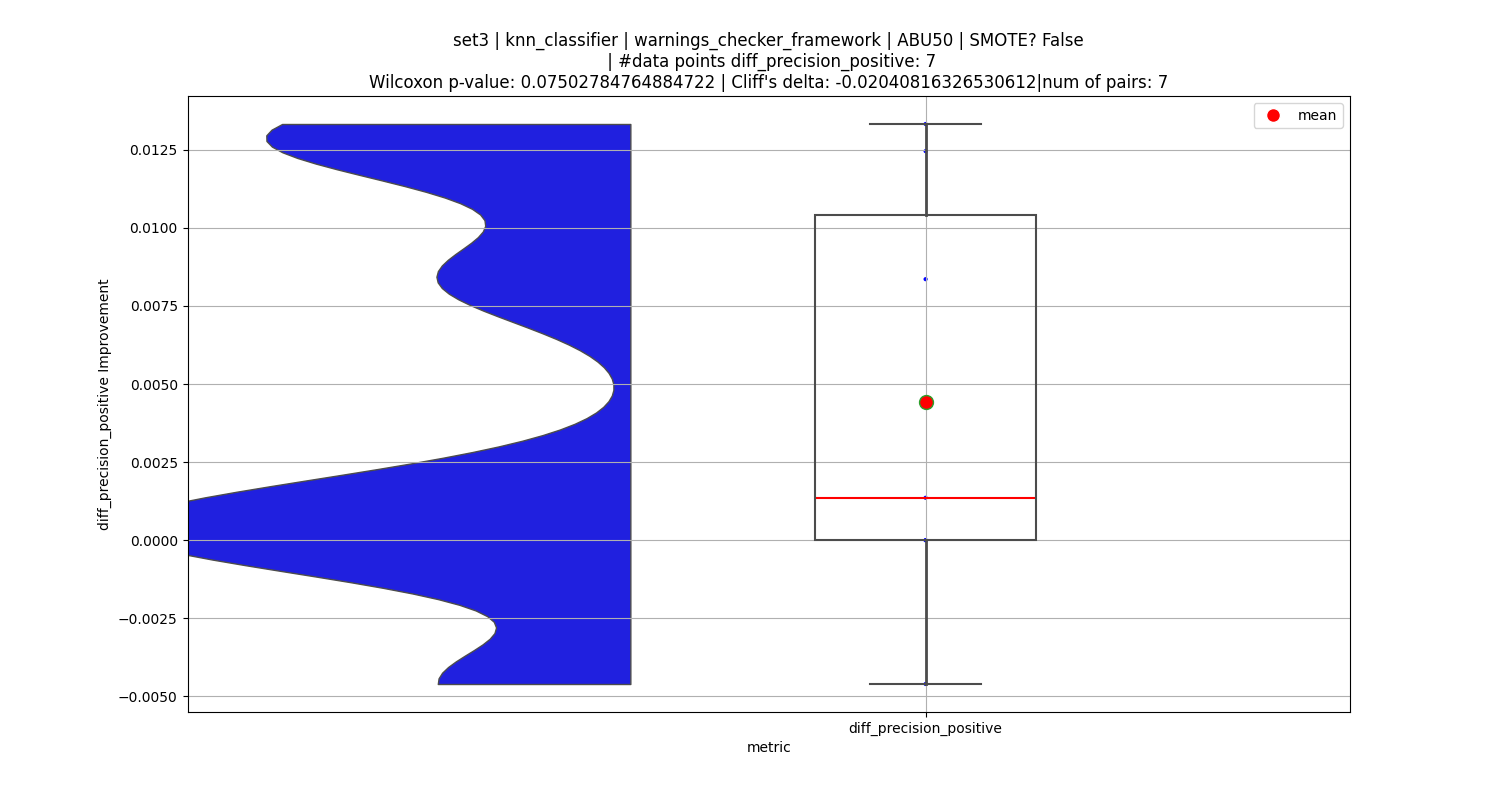 set3 | knn_classifier | warnings_checker_framework | ABU50 | SMOTE? False
| #data points diff_precision_positive: 7
Wilcoxon p-value: 0.07502784764884722 | Cliff's delta: -0.02040816326530612|num of pairs: 7
mean
0.0125
0.0100
0.0075
0.0050
0.0025
0.0000
−0.0025
−0.0050
diff_precision_positive Improvement
diff_precision_positive
metric